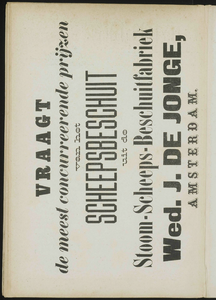 VRAAGT
de meest concurreerende prijzen
van het
SCHEEPSBESCHUIT
uit de
Stoom-Scheeps-Beschuitfabriek
Wed. J. DE JONGE,
AMSTERDAM.